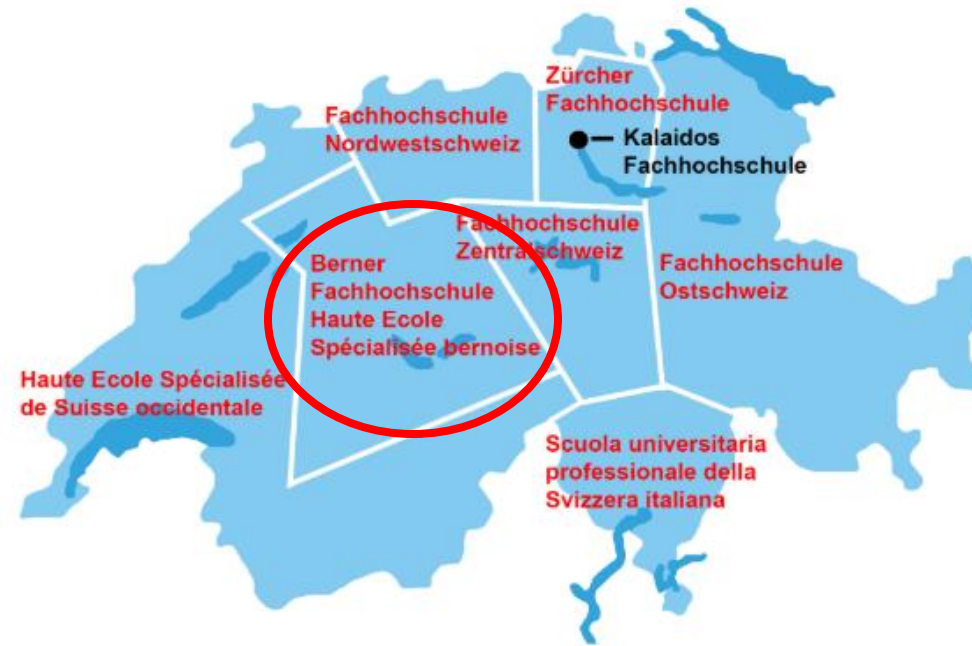 Zürcher
Fachhochschule
Fachhochschule
Nordwestschweiz
Kalaidos
Fachhochschule
Fachhochschule
Zentralschweiz
Berner
Fachhochschule
Haute Ecole
Spécialisée bernoise
Fachhochschule
Ostschweiz
Haute Ecole Spécialisée
de Suisse occidentale
Scuola universitaria
professionale della
Svizzera italiana